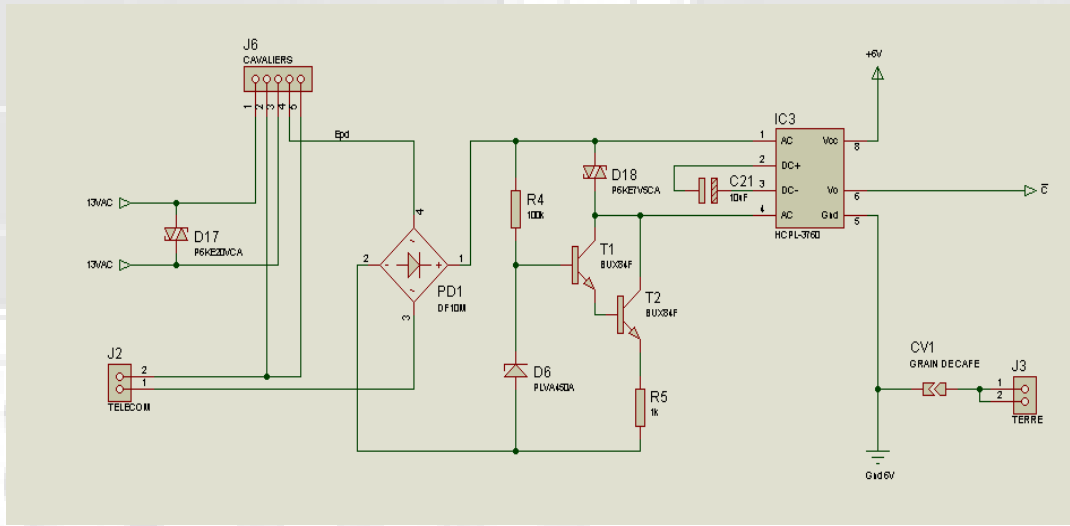 J6
CAVALIERS
1
2
3
4
5
Epd
13VAC
13VAC
D17
P6KE20VCA
J2
2
1
TELECOM
4
2
1
3
PD1
DF10M
R4
100k
D6
PLVA450A
D18
P6KE7V5CA
T1
BUX84F
T2
BUX84F
R5
1k
C21
10nF
IC3
1
AC
Vcc
8
2
DC+
3
DC-
Vo
6
4
AC
Gnd
5
HCPL-3760
+6V
C
CV1
GRAIN DE CAFE
J3
1
2
TERRE
Gnd6V